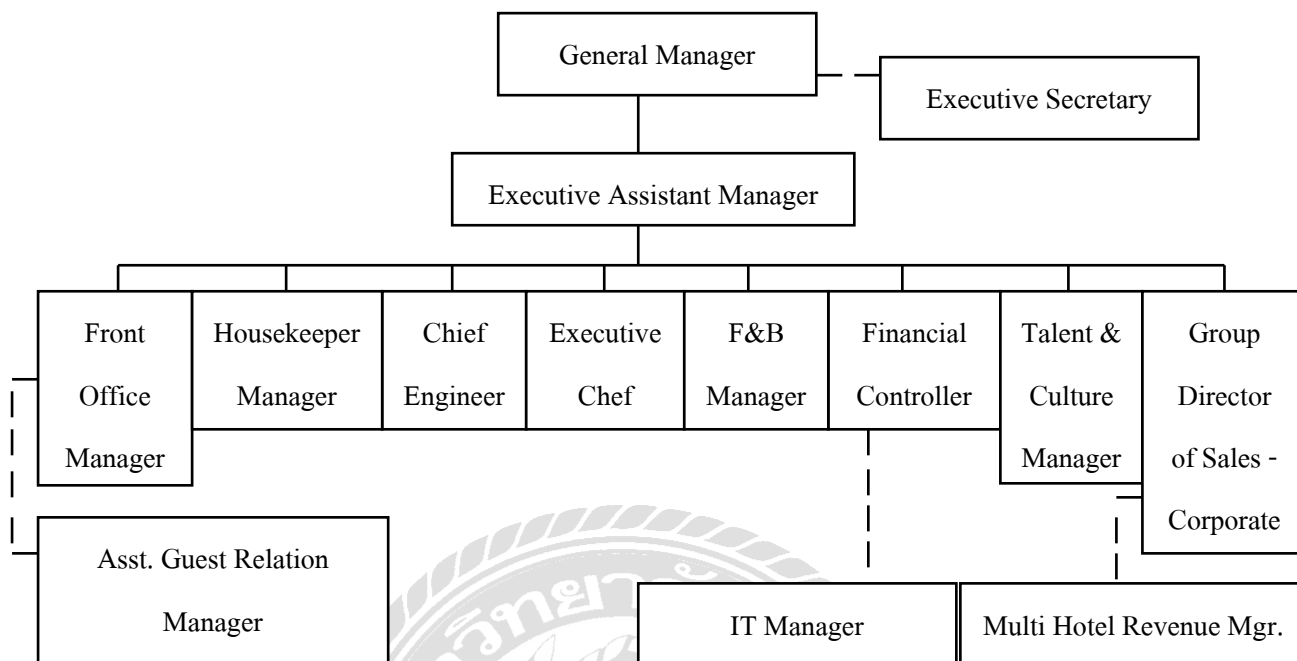 General Manager
Executive Secretary
Executive Assistant Manager
Front
Office
Manager
Housekeeper
Manager
Chief
Engineer
Executive
Chef
F&B
Manager
Financial
Controller
Talent &
Culture
Manager
Group
Director
of Sales -
Corporate
Asst. Guest Relation
Manager
IT Manager
Multi Hotel Revenue Mgr.